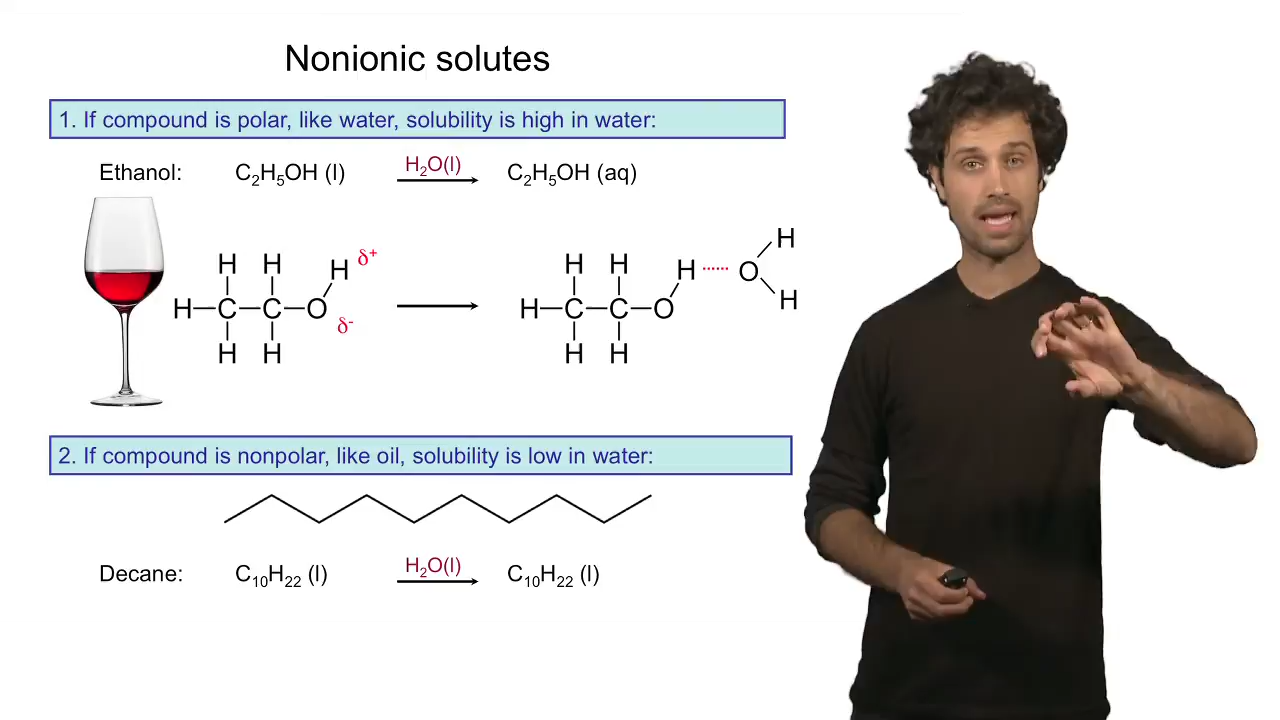 Nonionic solutes
1. If compound is polar, like water, solubility is high in water:
Ethanol: C₂H₅OH (l) H₂O(l) C₂H₅OH (aq)
H H H δ⁺
H C C O δ⁻
H H
H H H ...... O H H
H C C O
H H
2. If compound is nonpolar, like oil, solubility is low in water:
Decane: C₁₀H₂₂ (l) H₂O(l) C₁₀H₂₂ (l)